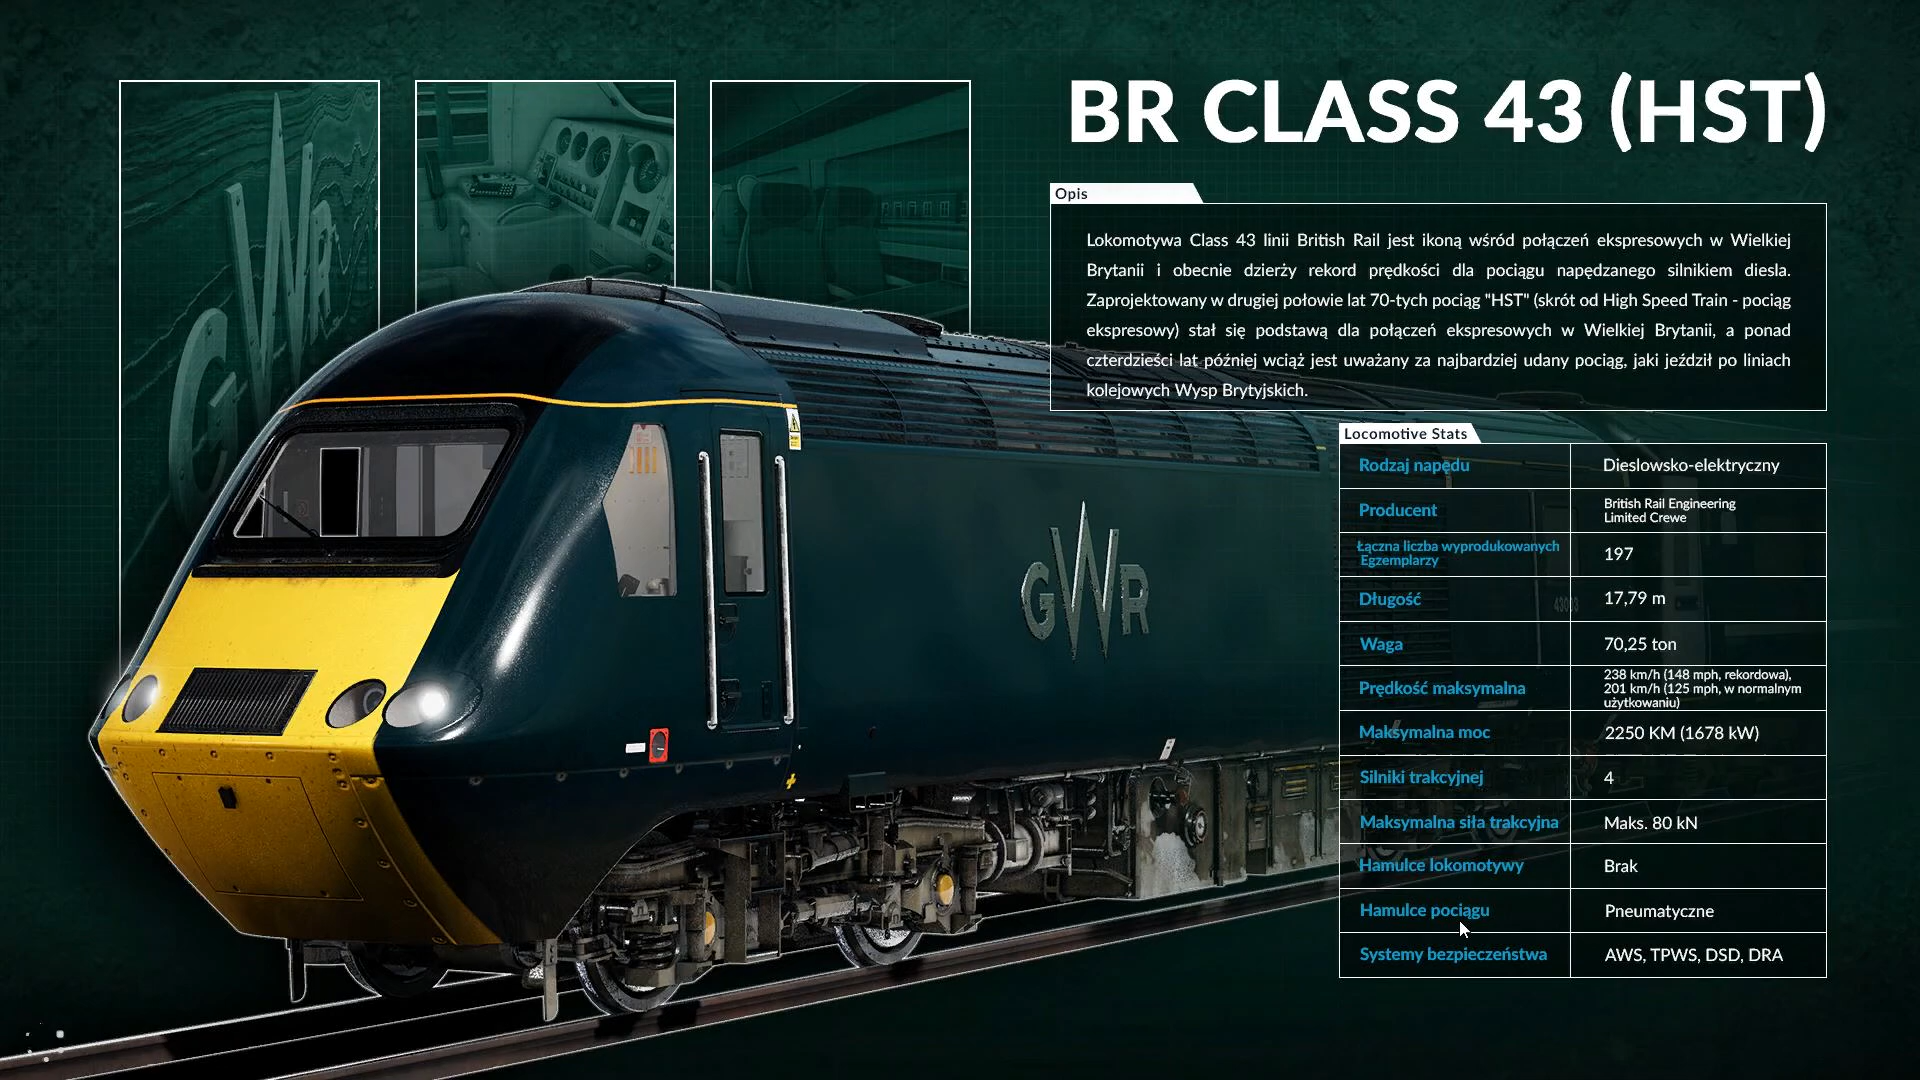 BR CLASS 43 (HST)
Opis
Lokomotywa Class 43 linii British Rail jest ikoną wśród połączeń ekspresowych w Wielkiej
Brytanii i obecnie dzierży rekord prędkości dla pociągu napędzanego silnikiem diesla.
Zaprojektowany w drugiej połowie lat 70-tych pociąg "HST" (skrót od High Speed Train - pociąg
ekspresowy) stał się podstawą dla połączeń ekspresowych w Wielkiej Brytanii, a ponad
czterdzieści lat później wciąż jest uważany za najbardziej udany pociąg, jaki jeździł po liniach
kolejowych Wysp Brytyjskich.
Locomotive Stats
Rodzaj napędu Dieslowsko-elektryczny
Producent British Rail Engineering
Limited Crewe
Łączna liczba wyprodukowanych
Egzemplarzy 197
Długość 17,79 m
Waga 70,25 ton
Prędkość maksymalna 238 km/h (148 mph, rekordowa),
201 km/h (125 mph, w normalnym
użytkowaniu)
Maksymalna moc 2250 KM (1678 kW)
Silniki trakcyjnej 4
Maksymalna siła trakcyjna Maks. 80 kN
Hamulce lokomotywy Brak
Hamulce pociągu Pneumatyczne
Systemy bezpieczeństwa AWS, TPWS, DSD, DRA
GWR
GWR